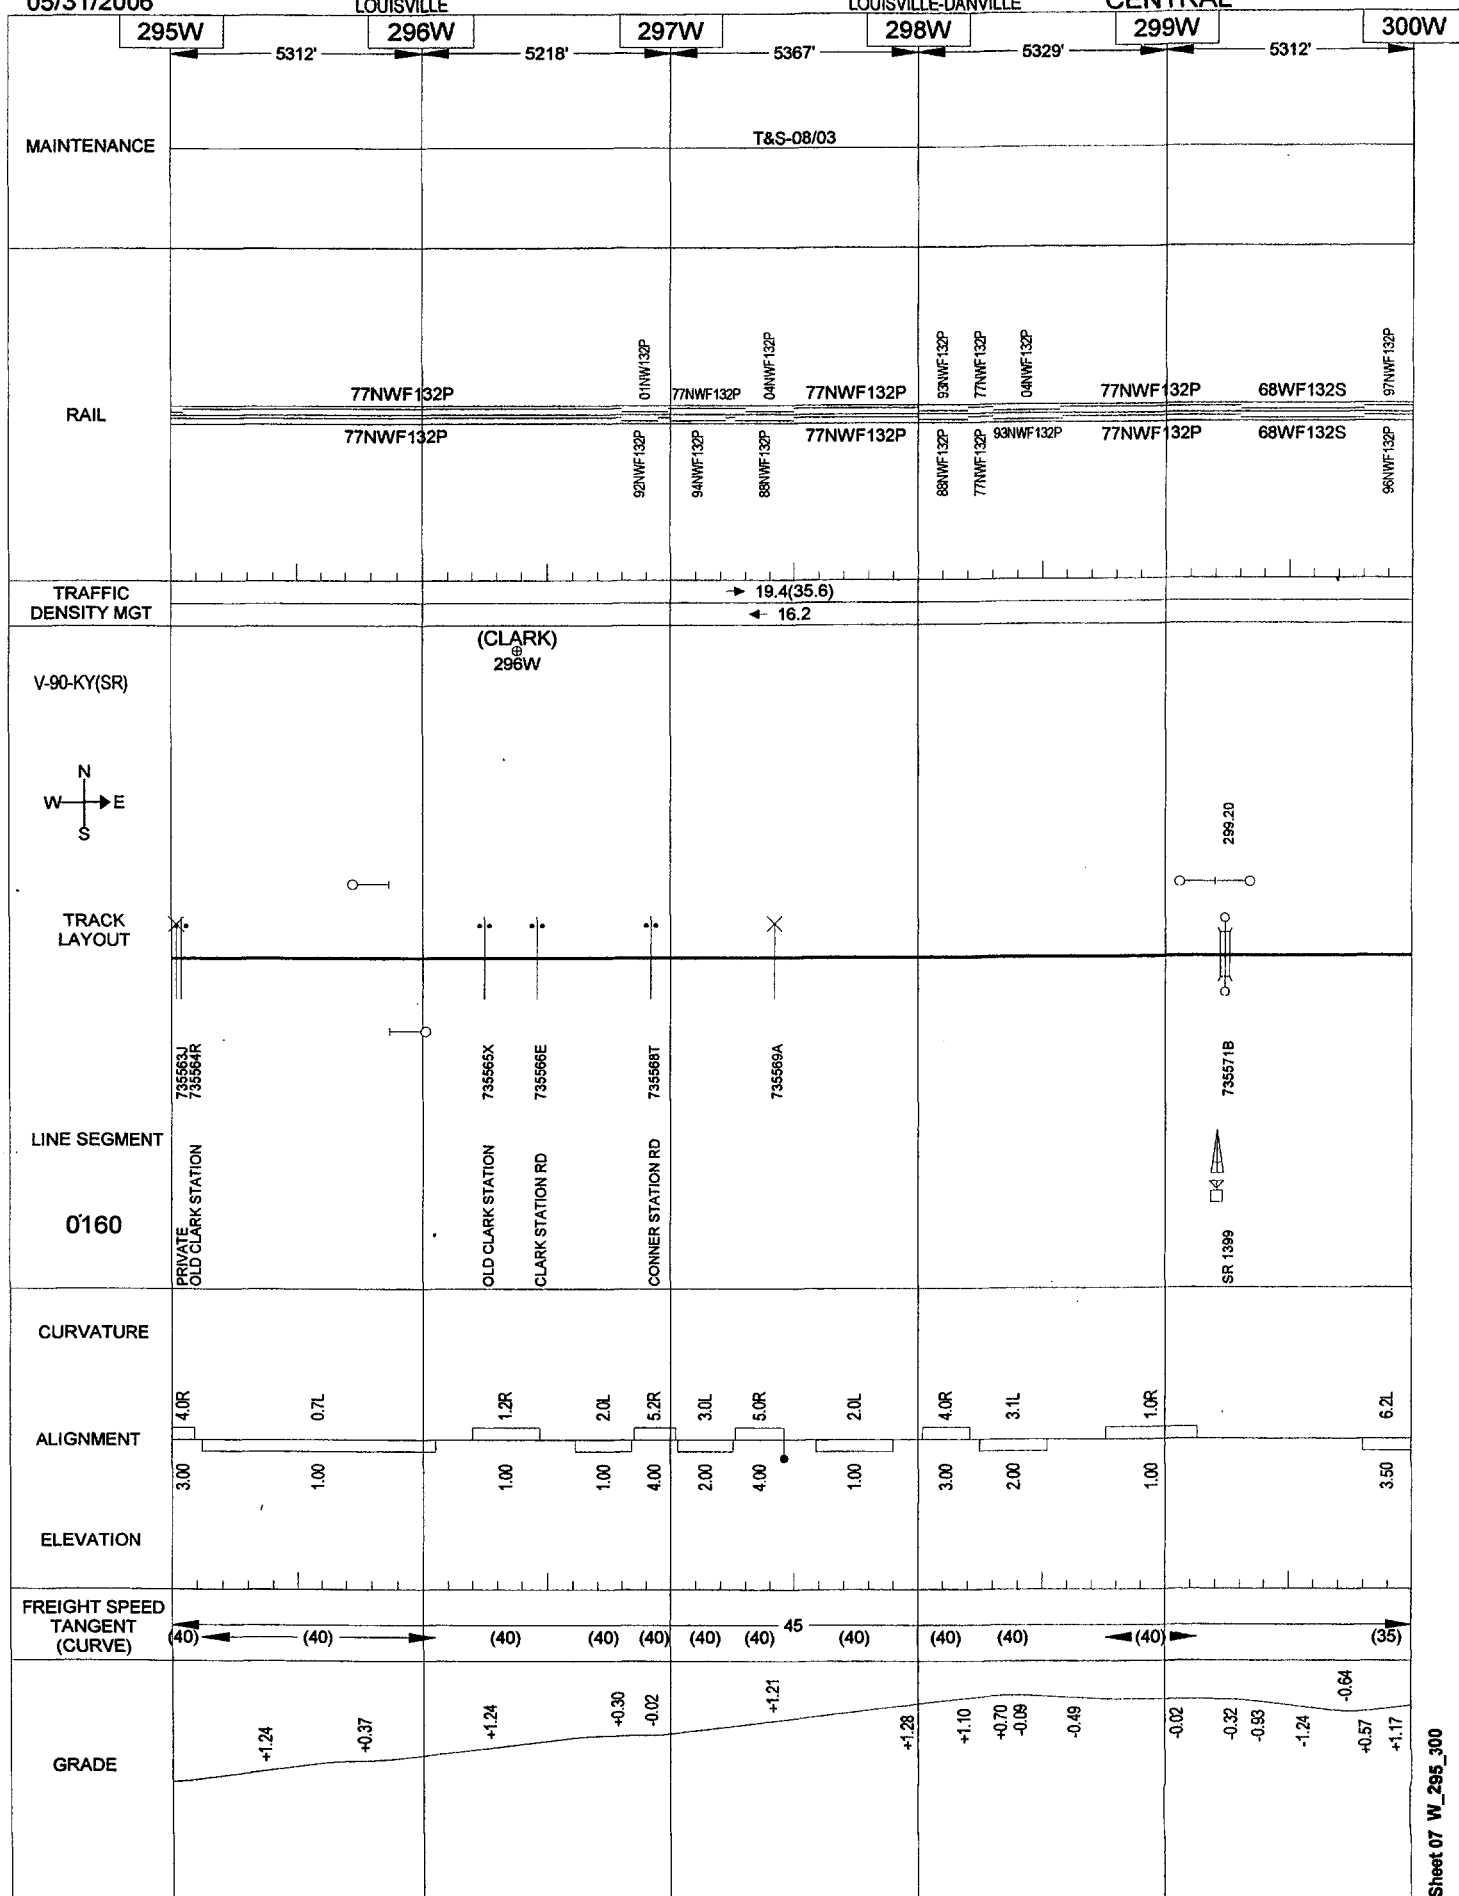 05/31/2006 LOUISVILLE LOUISVILLE-DANVILLE CENTRAL
295W 296W 297W 298W 299W 300W
5312' 5218' 5367' 5329' 5312'
MAINTENANCE T&S-08/03
01NW132P 04NWF132P 93NWF132P 77NWF132P 04NWF132P 97NWF132P
77NWF132P 77NWF132P 77NWF132P 77NWF132P 68WF132S
RAIL
77NWF132P 77NWF132P 93NWF132P 77NWF132P 68WF132S
92NWF132P 94NWF132P 88NWF132P 88NWF132P 77NWF132P 96NWF132P
TRAFFIC
DENSITY MGT
19.4(35.6)
16.2
(CLARK)
296W
V-90-KY(SR)
N
W E
S
299.20
TRACK
LAYOUT
735563J
735564R
735565X
735566E
735568T
735569A
735571B
LINE SEGMENT
0160
PRIVATE
OLD CLARK STATION
OLD CLARK STATION
CLARK STATION RD
CONNER STATION RD
SR 1399
CURVATURE
4.0R 0.7L 1.2R 2.0L 5.2R 3.0L 5.0R 2.0L 4.0R 3.1L 1.0R 6.2L
ALIGNMENT
3.00 1.00 1.00 1.00 4.00 2.00 4.00 1.00 3.00 2.00 1.00 3.50
ELEVATION
FREIGHT SPEED
TANGENT
(CURVE)
45
(40) (40) (40) (40) (40) (40) (40) (40) (40) (40) (40) (35)
GRADE
+1.24 +0.37 +1.24 +0.30 -0.02 +1.21 +1.28 +1.10 +0.70 -0.09 -0.49 -0.02 -0.32 -0.93 -1.24 -0.64 +0.57 +1.17
Sheet 07 W_295_300